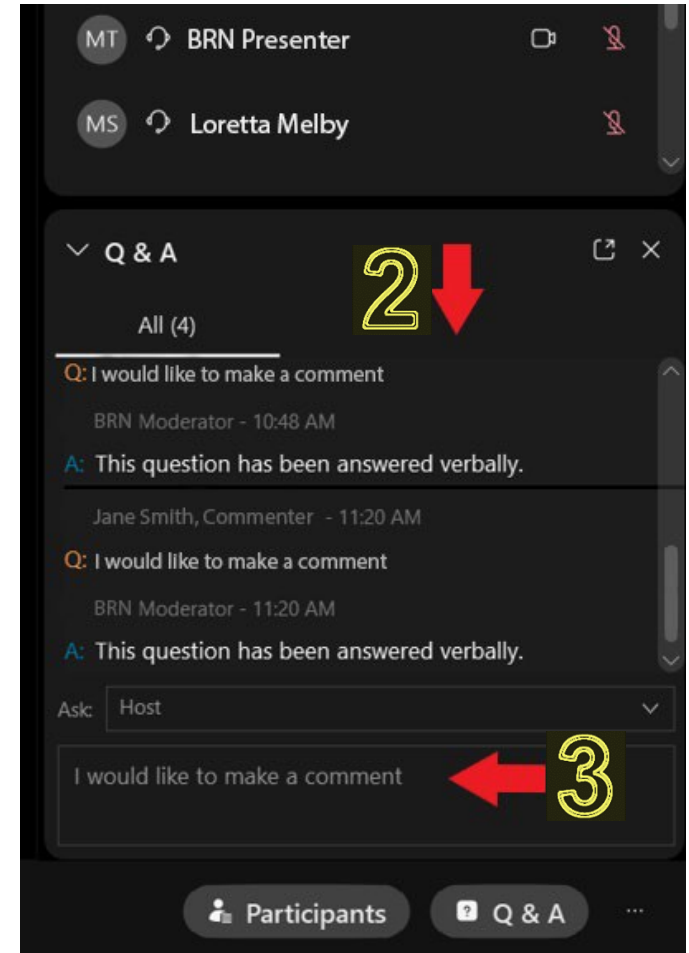 MT BRN Presenter
MS Loretta Melby
Q & A
2
All (4)
Q: I would like to make a comment
BRN Moderator - 10:48 AM
A: This question has been answered verbally.
Jane Smith, Commenter - 11:20 AM
Q: I would like to make a comment
BRN Moderator - 11:20 AM
A: This question has been answered verbally.
Ask: Host
I would like to make a comment
3
Participants ? Q & A ...